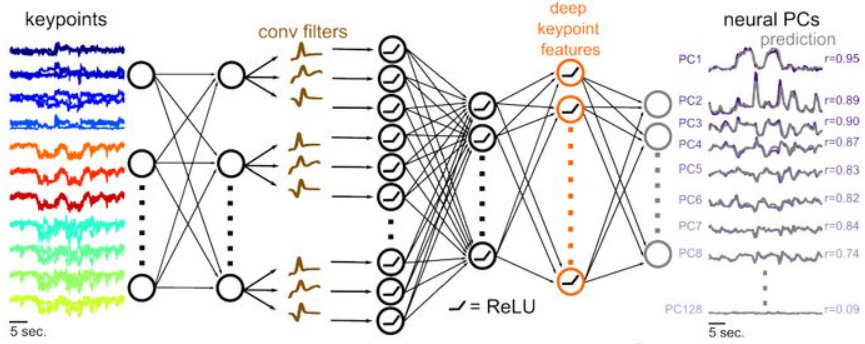 keypoints
conv filters
deep
keypoint
features
neural PCs
prediction
PC1 r=0.95
PC2 r=0.89
PC3 r=0.90
PC4 r=0.87
PC5 r=0.83
PC6 r=0.82
PC7 r=0.84
PC8 r=0.74
PC128 r=0.09
= ReLU
5 sec.
5 sec.